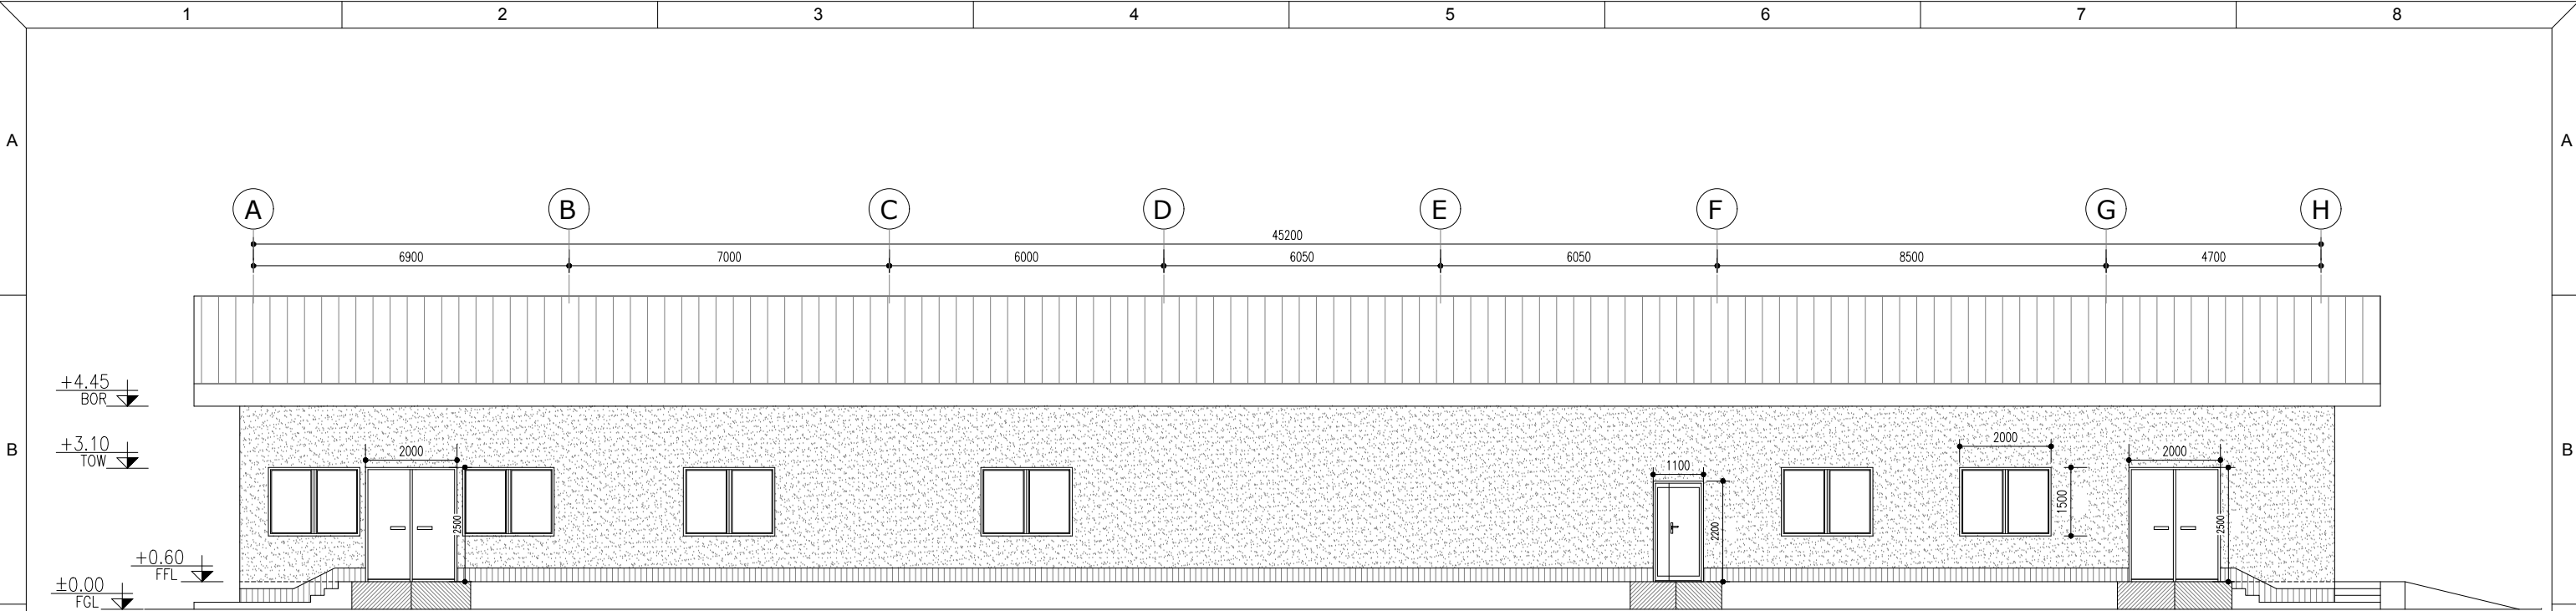 1 2 3 4 5 6 7 8
A A
A B C D E F G H
45200
6900 7000 6000 6050 6050 8500 4700
+4.45
BOR
+3.10
TOW
B B
2000 1100 2000 2000
2500 2200 1500 2500
+0.60
FFL
±0.00
FGL